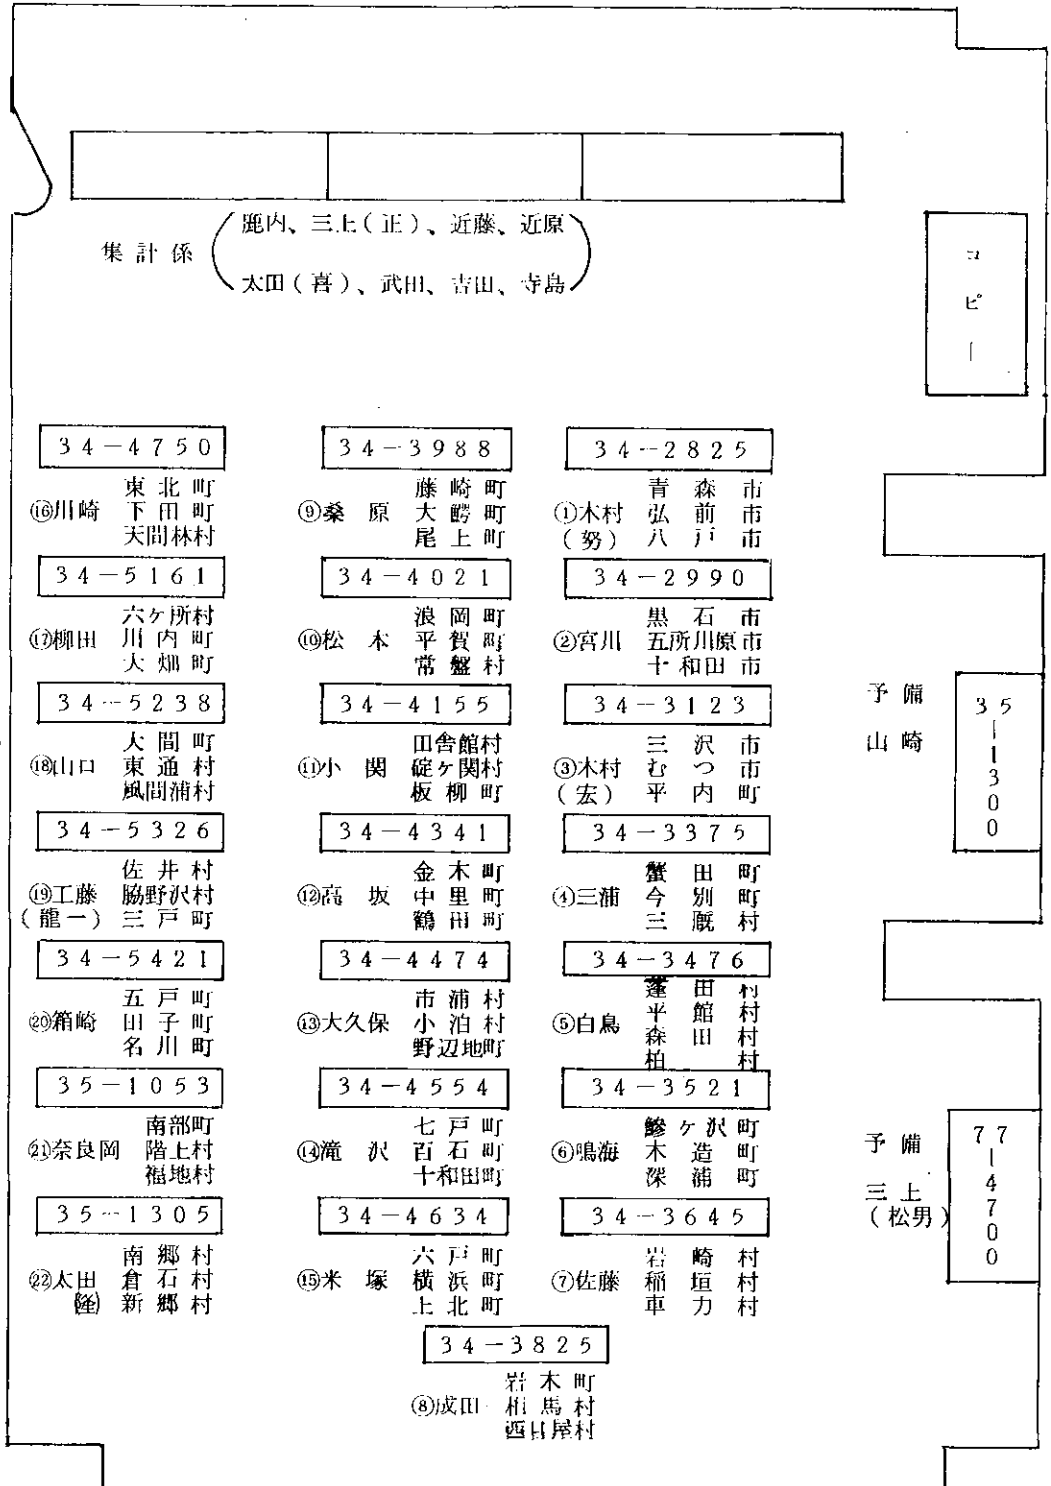 集計係
鹿内、三上(正)、近藤、近原
太田(喜)、武田、吉田、寺島
コピー
34-4750
東北町
⑯川崎 下田町
天間林村
34-5161
六ケ所村
⑰柳田 川内町
大畑町
34-5238
大間町
⑱山口 東通村
風間浦村
34-5326
佐井村
⑲工藤 脇野沢村
(龍一) 三戸町
34-5421
五戸町
⑳箱崎 田子町
名川町
35-1053
南部町
㉑奈良岡 階上村
福地村
35-1305
南郷村
㉒太田 倉石村
(隆) 新郷村
34-3988
藤崎町
⑨桑原 大鰐町
尾上町
34-4021
浪岡町
⑩松本 平賀町
常盤村
34-4155
田舎館村
⑪小関 碇ケ関村
板柳町
34-4341
金木町
⑫高坂 中里町
鶴田町
34-4474
市浦村
⑬大久保 小泊村
野辺地町
34-4554
七戸町
⑭滝沢 百石町
十和田町
34-4634
六戸町
⑮米塚 横浜町
上北町
34-2825
青森市
①木村 弘前市
(努) 八戸市
34-2990
黒石市
②宮川 五所川原市
十和田市
34-3123
三沢市
③木村 むつ市
(宏) 平内町
34-3375
蟹田町
④三浦 今別町
三厩村
34-3476
蓬田村
平館村
⑤白鳥 森田村
柏村
34-3521
鰺ケ沢町
⑥鳴海 木造町
深浦町
34-3645
岩崎村
⑦佐藤 稲垣村
車力村
34-3825
岩木町
⑧成田 相馬村
西目屋村
予備
山崎
35-1300
予備
三上
(松男)
77-4700